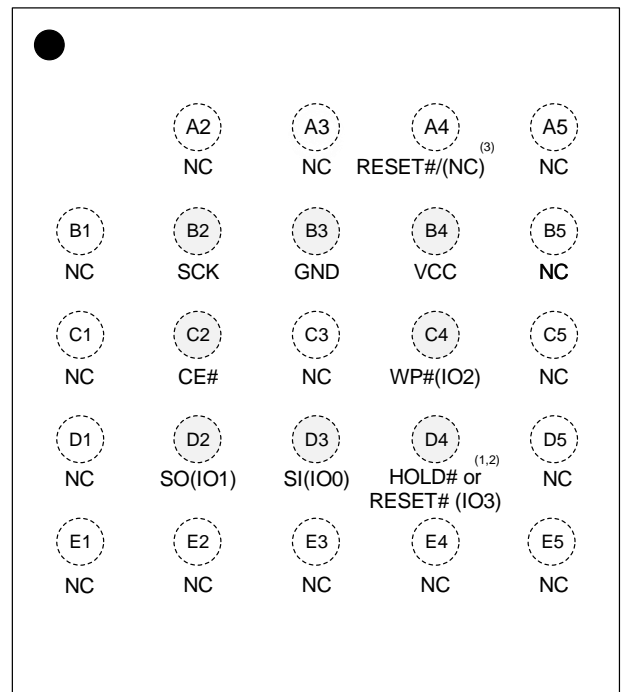 A2 A3 A4 A5
(3)
NC NC RESET#/(NC) NC
B1 B2 B3 B4 B5
NC SCK GND VCC NC
C1 C2 C3 C4 C5
NC CE# NC WP#(IO2) NC
D1 D2 D3 D4 D5
(1,2)
NC SO(IO1) SI(IO0) HOLD# or NC
RESET# (IO3)
E1 E2 E3 E4 E5
NC NC NC NC NC